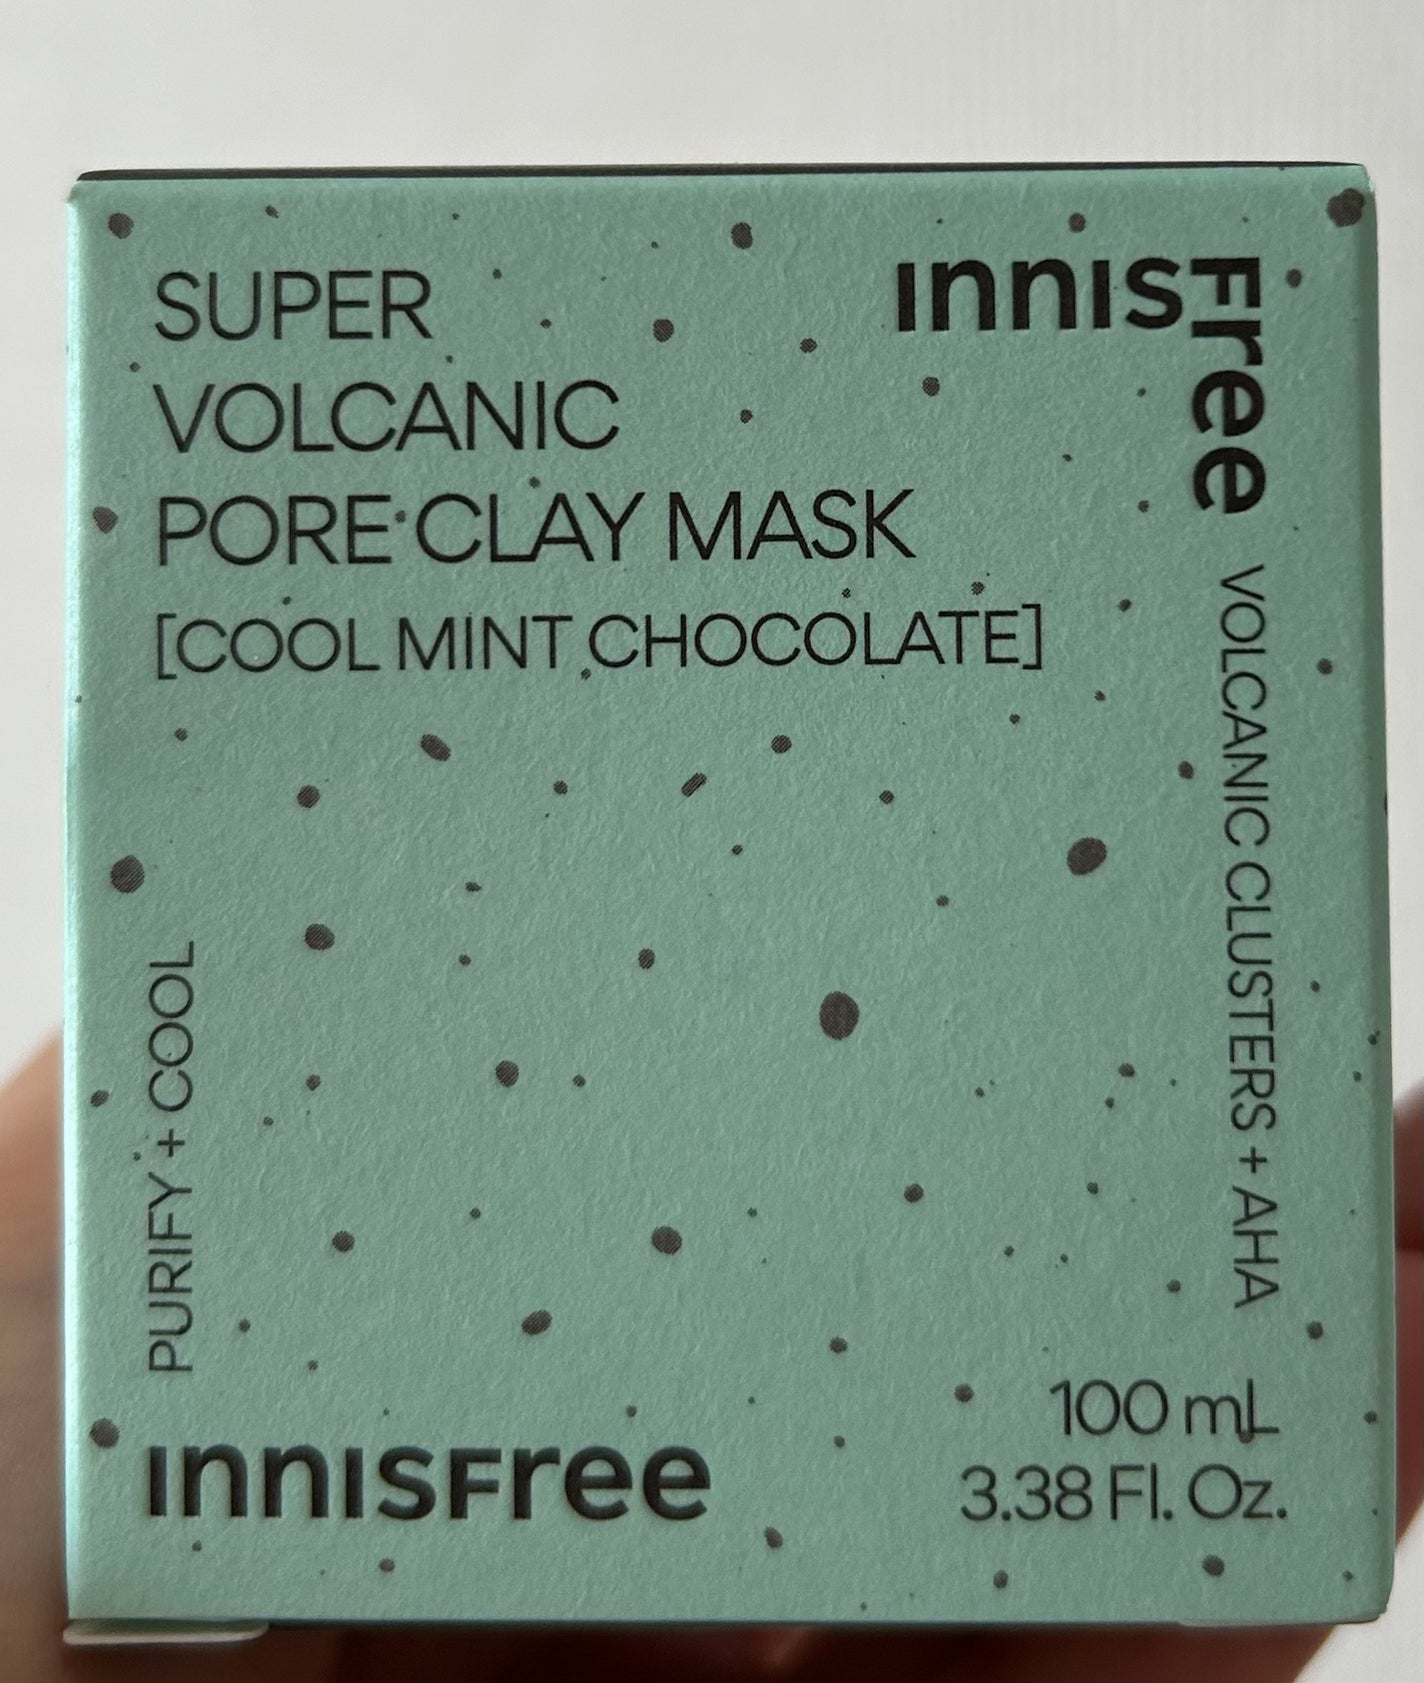 SUPER
VOLCANIC
PORE CLAY MASK
[COOL MINT CHOCOLATE]
innisFree
VOLCANIC CLUSTERS + AHA
PURIFY + COOL
innisFree
100 mL
3.38 Fl. Oz.